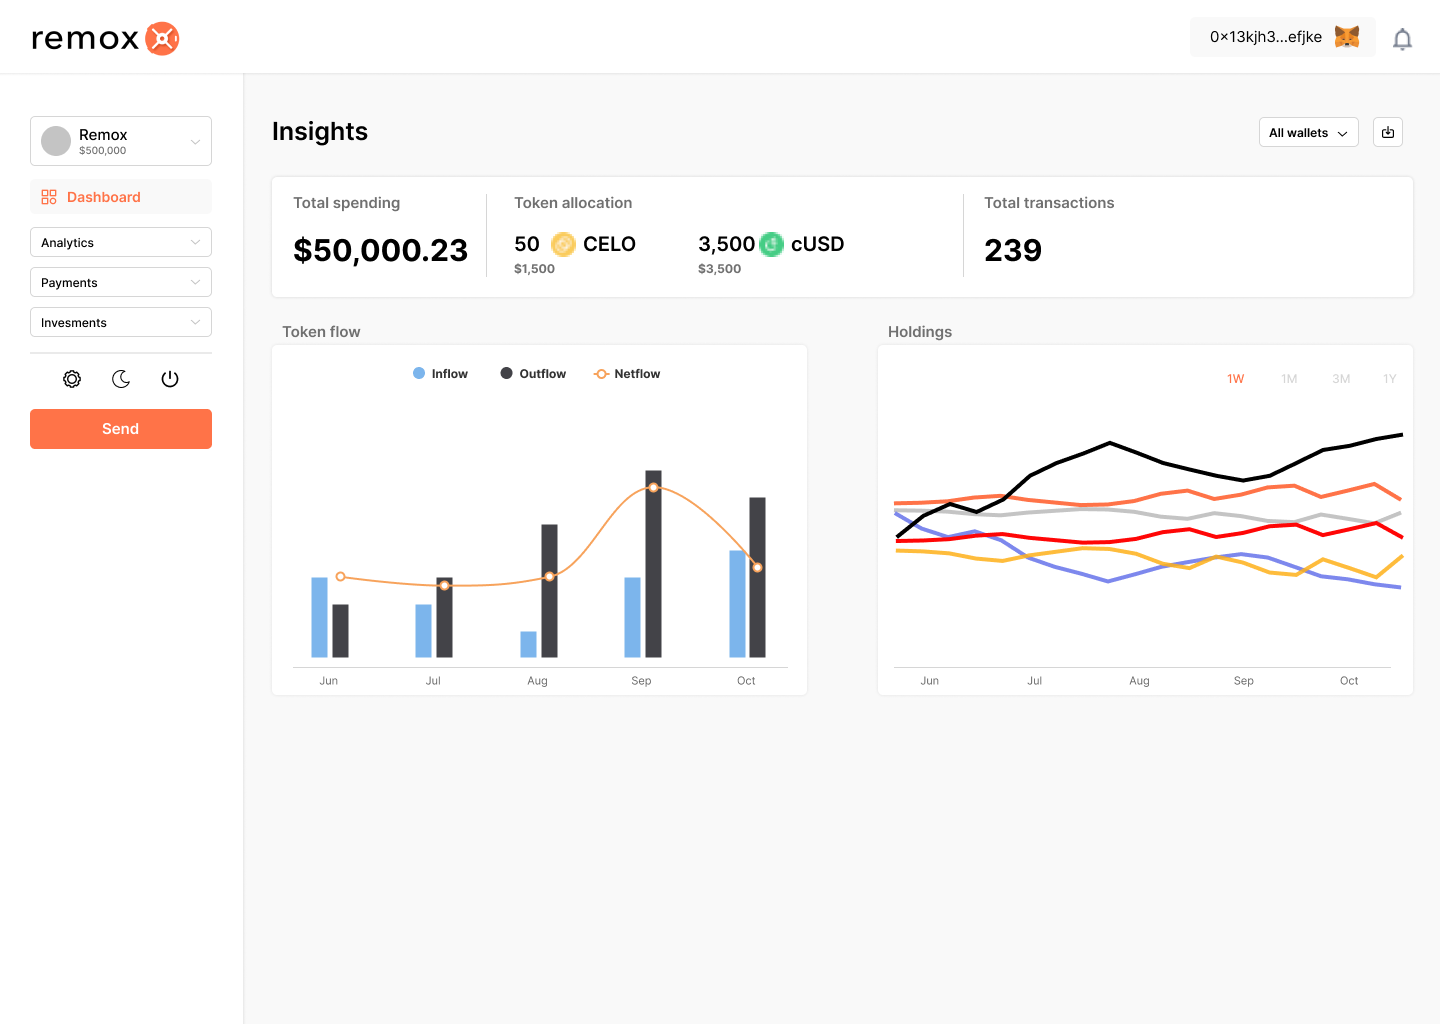 remox
0x13kjh3...efjke
Remox
$500,000
Dashboard
Analytics
Payments
Invesments
Send
Insights
All wallets
Total spending
$50,000.23
Token allocation
50 CELO
$1,500
3,500 cUSD
$3,500
Total transactions
239
Token flow
Inflow Outflow Netflow
Jun Jul Aug Sep Oct
Holdings
1W 1M 3M 1Y
Jun Jul Aug Sep Oct